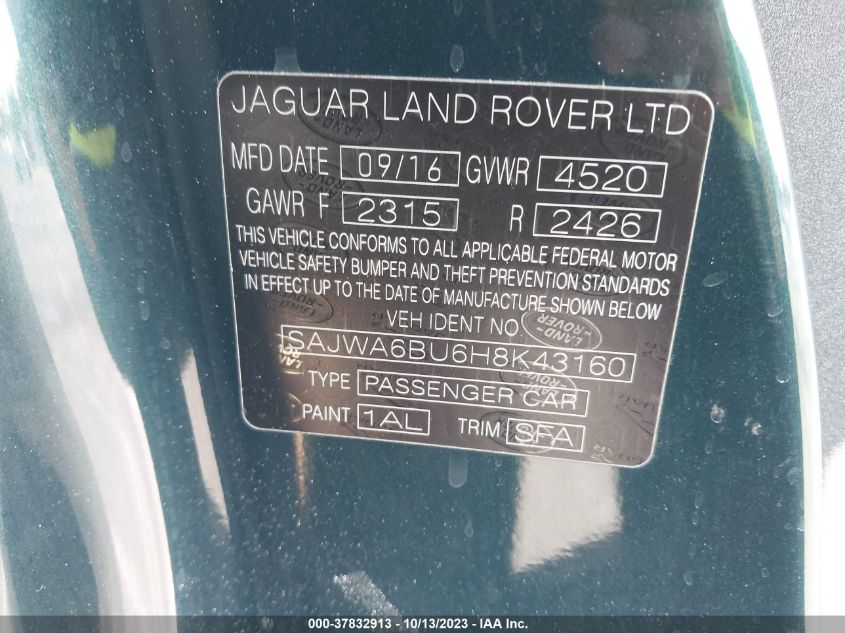 JAGUAR LAND ROVER LTD
MFD DATE 09/16 GVWR 4520
GAWR F 2315 R 2426
THIS VEHICLE CONFORMS TO ALL APPLICABLE FEDERAL MOTOR
VEHICLE SAFETY BUMPER AND THEFT PREVENTION STANDARDS
IN EFFECT UP TO THE DATE OF MANUFACTURE SHOWN BELOW
VEH IDENT NO
SAJWA6BU6H8K43160
TYPE PASSENGER CAR
PAINT 1AL TRIM SFA
000-37832913 - 10/13/2023 - IAA Inc.